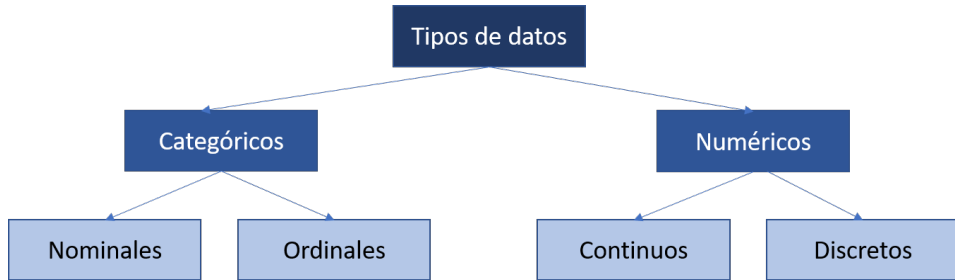 Tipos de datos
Categóricos
Numéricos
Nominales
Ordinales
Continuos
Discretos